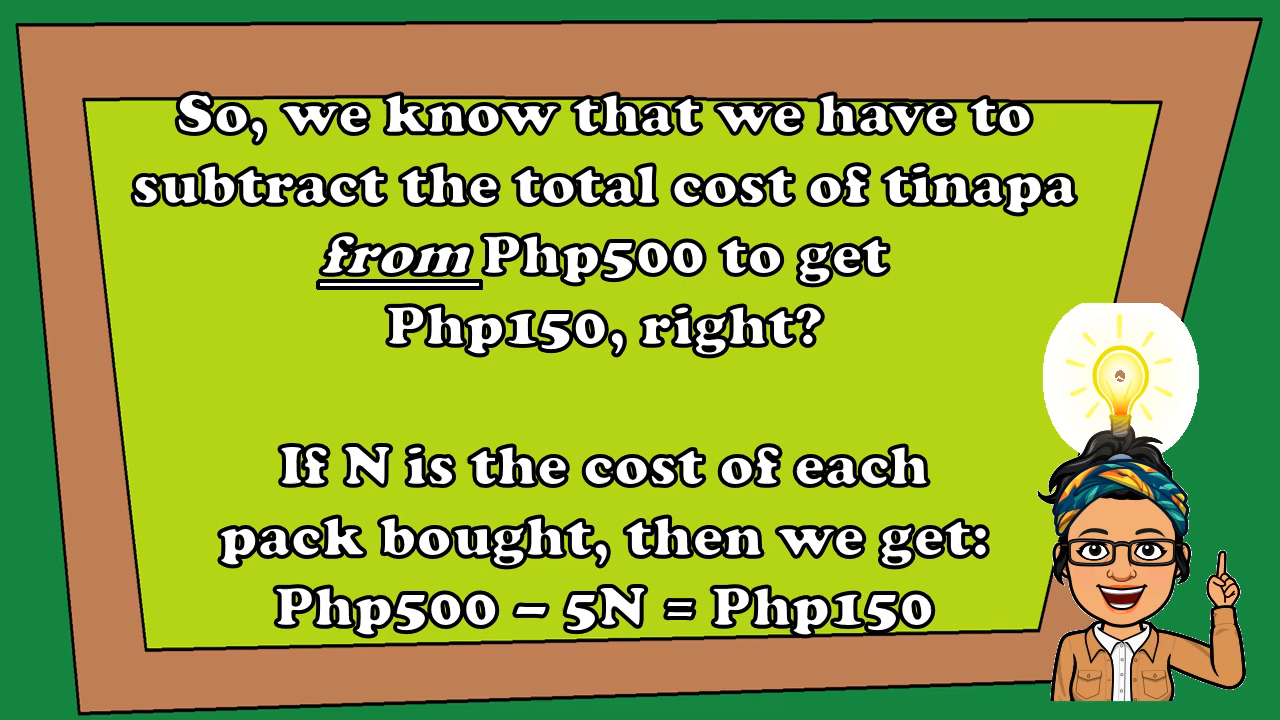 So, we know that we have to
subtract the total cost of tinapa
from Php500 to get
Php150, right?
If N is the cost of each
pack bought, then we get:
Php500 – 5N = Php150